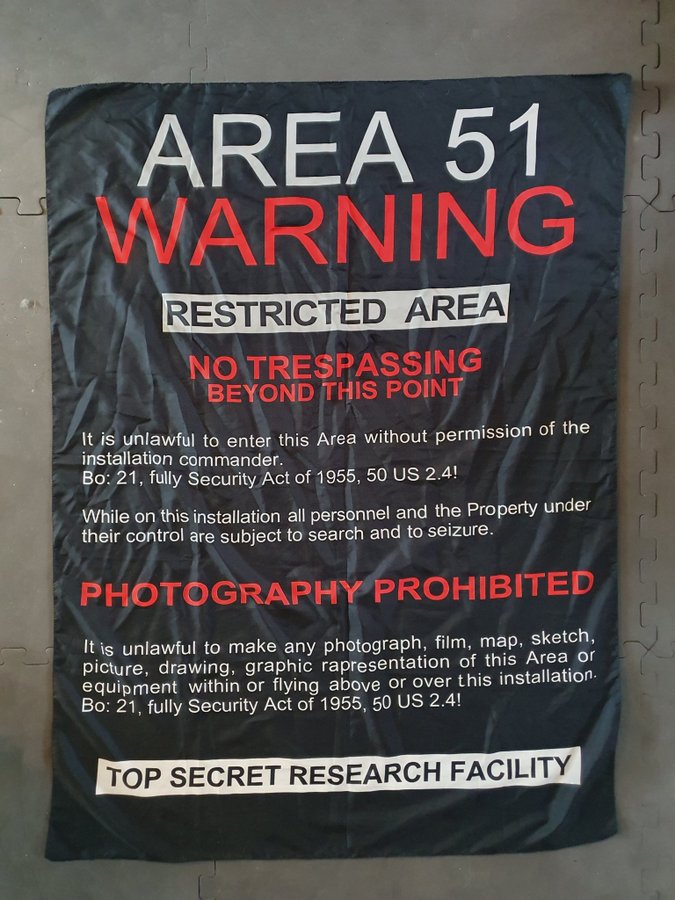 AREA 51
WARNING
RESTRICTED AREA
NO TRESPASSING
BEYOND THIS POINT
It is unlawful to enter this Area without permission of the
installation commander.
Bo: 21, fully Security Act of 1955, 50 US 2.4!
While on this installation all personnel and the Property under
their control are subject to search and to seizure.
PHOTOGRAPHY PROHIBITED
It is unlawful to make any photograph, film, map, sketch,
picture, drawing, graphic rapresentation of this Area or
equipment within or flying above or over this installation.
Bo: 21, fully Security Act of 1955, 50 US 2.4!
TOP SECRET RESEARCH FACILITY